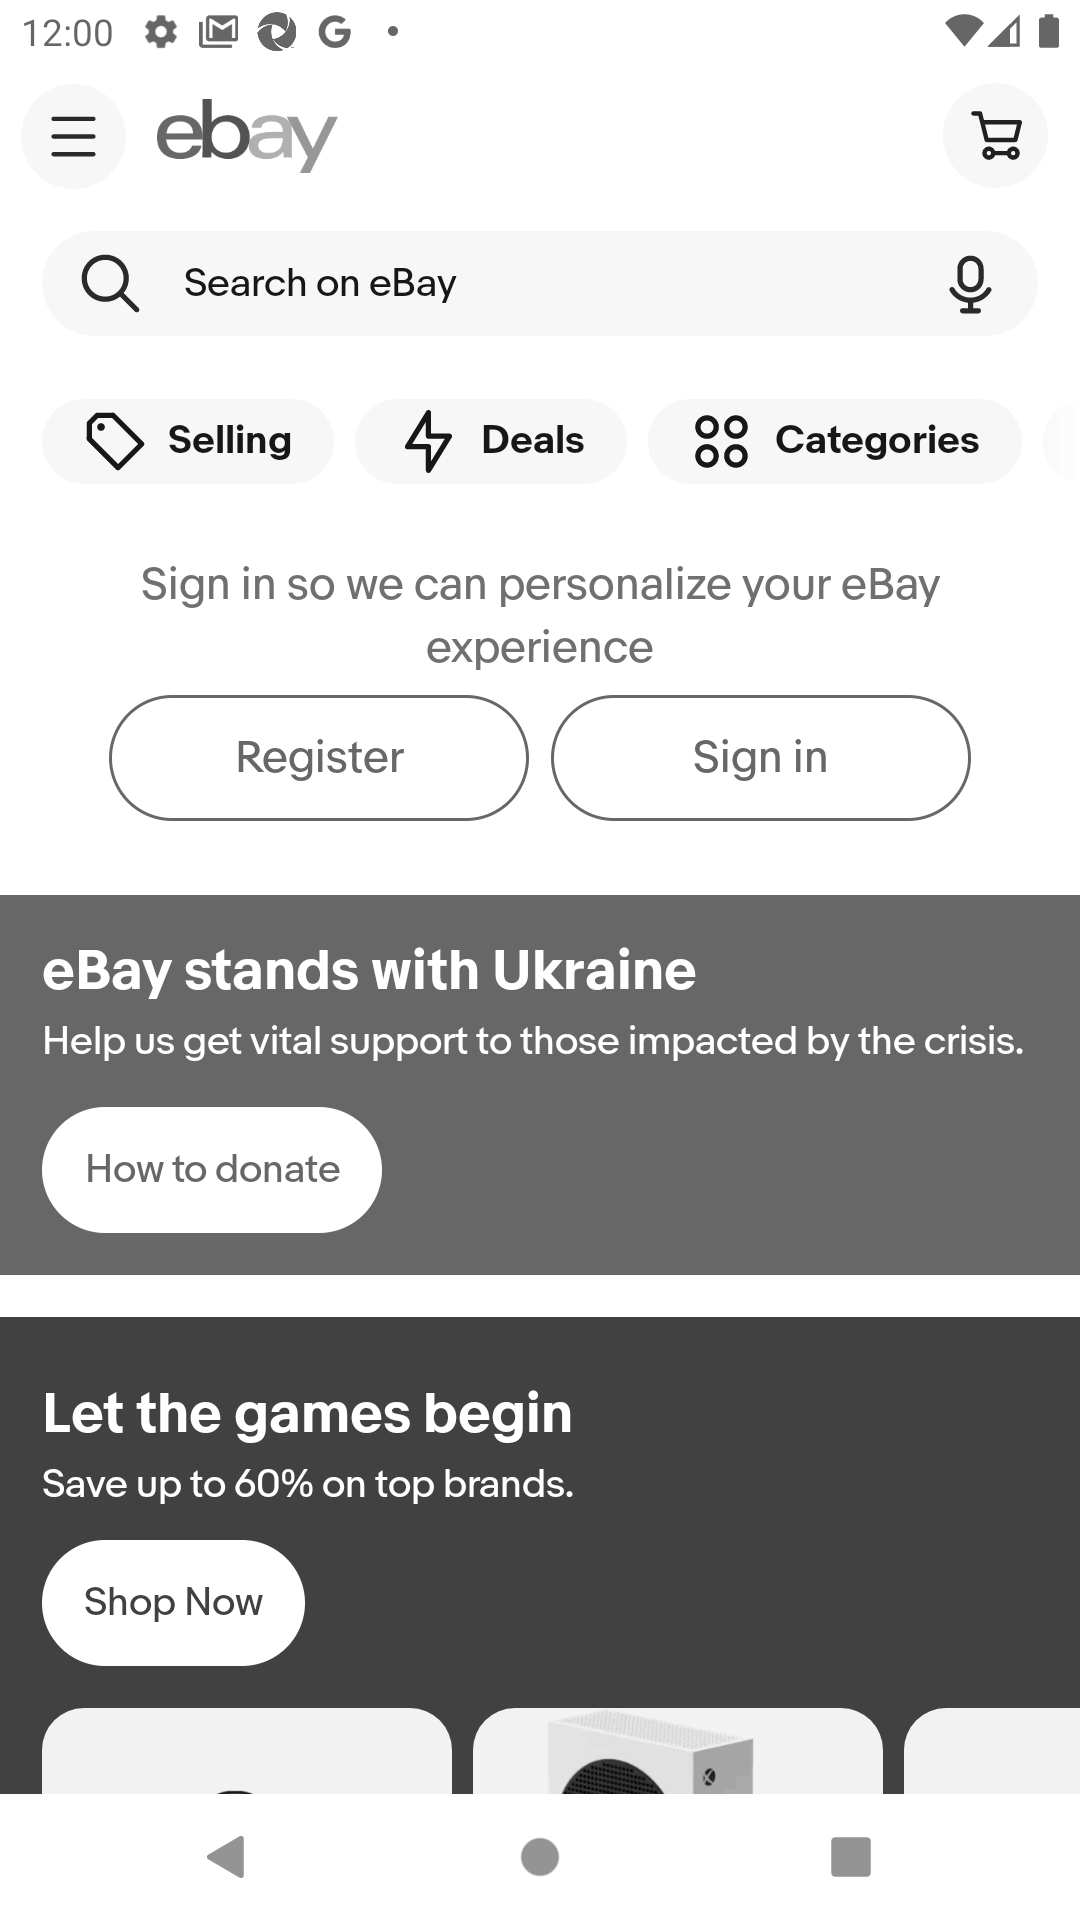 12:00
ebay
Search on eBay
Selling
Deals
Categories
Sign in so we can personalize your eBay
experience
Register
Sign in
eBay stands with Ukraine
Help us get vital support to those impacted by the crisis.
How to donate
Let the games begin
Save up to 60% on top brands.
Shop Now